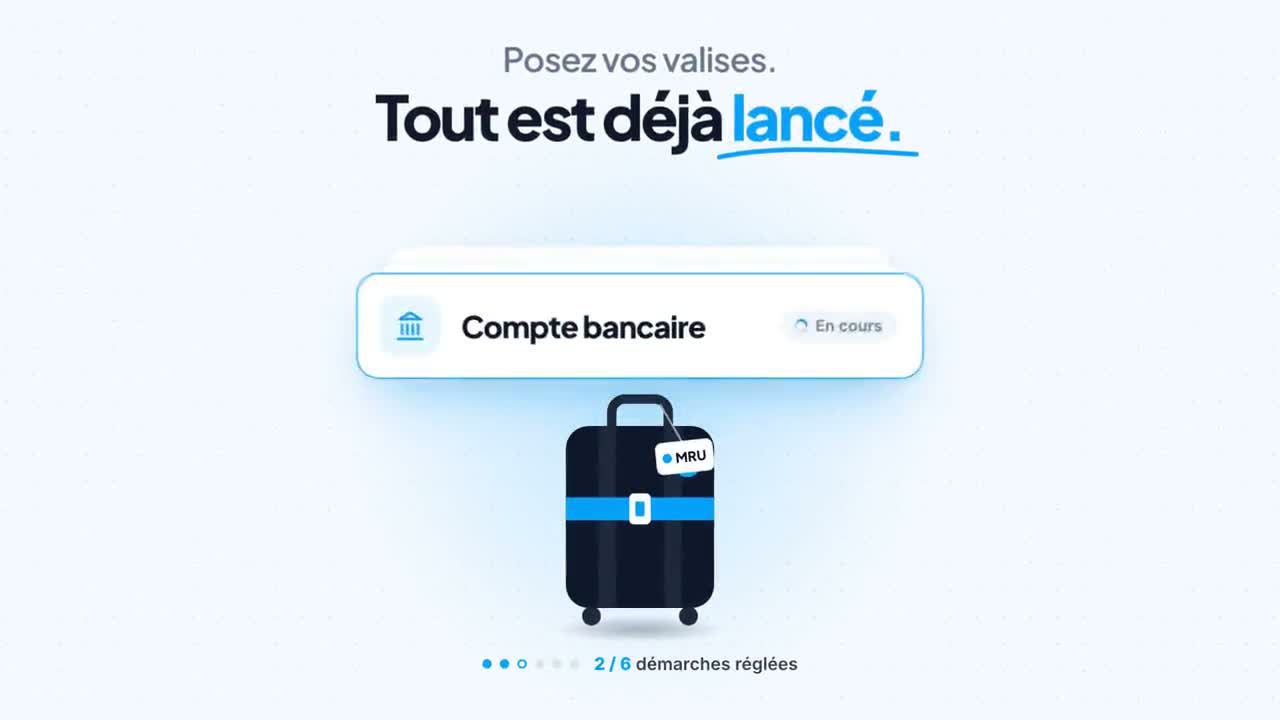 Posez vos valises.
Tout est déjà lancé.
Compte bancaire
En cours
MRU
2 / 6 démarches réglées